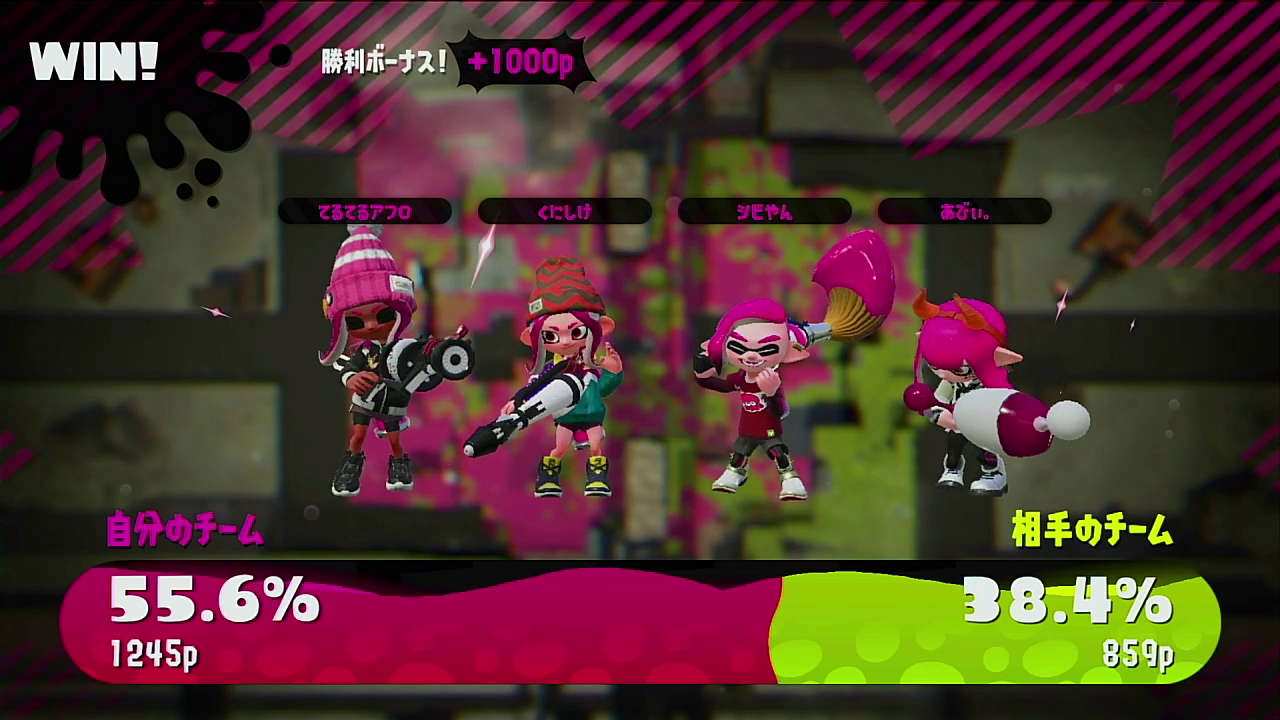 WIN!
勝利ボーナス! +1000p
てるてるアフロ
くにしげ
シモやん
あぶぃ。
自分のチーム
相手のチーム
55.6%
38.4%
1245p
859p